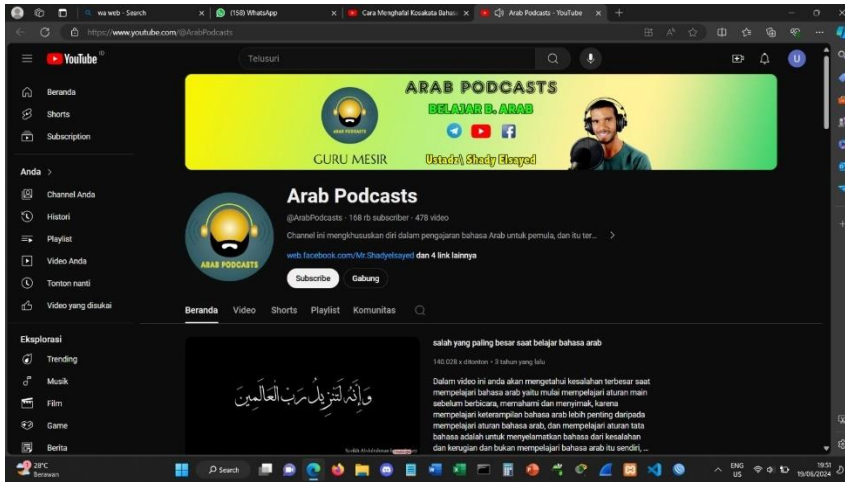 wa web - Search
(158) WhatsApp
Cara Menghafal Kosakata Bahas
Arab Podcasts - YouTube
https://www.youtube.com/@ArabPodcasts
YouTube ID
Telusuri
U
Beranda
Shorts
Subscription
Anda >
Channel Anda
Histori
Playlist
Video Anda
Tonton nanti
Video yang disukai
Eksplorasi
Trending
Musik
Film
Game
Berita
ARAB PODCASTS
BELAJAR B. ARAB
ARAB PODCASTS
GURU MESIR
Ustadz\ Shady Elsayed
ARAB PODCASTS
Arab Podcasts
@ArabPodcasts · 168 rb subscriber · 478 video
Channel ini mengkhususkan diri dalam pengajaran bahasa Arab untuk pemula, dan itu ter... >
web.facebook.com/Mr.Shadyelsayed dan 4 link lainnya
Subscribe
Gabung
Beranda Video Shorts Playlist Komunitas
وَإِنَّهُ لَتَنزِيلُ رَبِّ الْعَالَمِينَ
salah yang paling besar saat belajar bahasa arab
140.028 x ditonton • 3 tahun yang lalu
Dalam video ini anda akan mengetahui kesalahan terbesar saat
mempelajari bahasa arab yaitu mulai mempelajari aturan main
sebelum berbicara, memahami dan menyimak, karena
mempelajari keterampilan bahasa arab lebih penting daripada
mempelajari aturan bahasa arab, dan mempelajari aturan tata
bahasa adalah untuk menyelamatkan bahasa dari kesalahan
dan kerugian dan bukan mempelajari bahasa arab itu sendiri, ...
28°C
Berawan
Search
ENG
US
19:51
19/06/2024